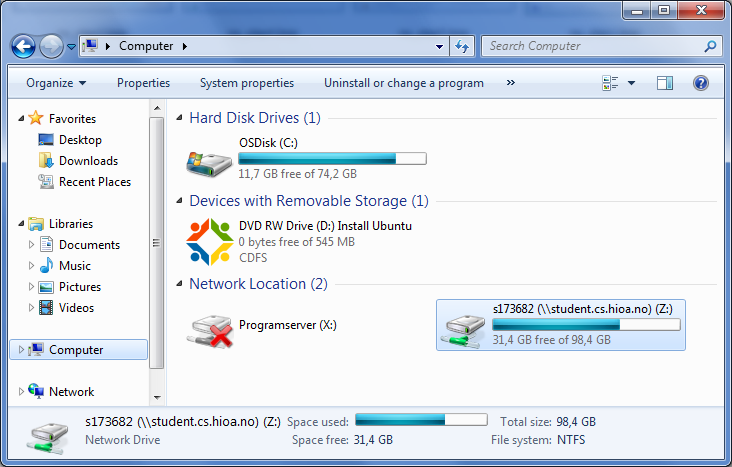 Computer
Search Computer
Organize Properties System properties Uninstall or change a program »
Favorites
Desktop
Downloads
Recent Places
Libraries
Documents
Music
Pictures
Videos
Computer
Network
Hard Disk Drives (1)
OSDisk (C:)
11,7 GB free of 74,2 GB
Devices with Removable Storage (1)
DVD RW Drive (D:) Install Ubuntu
0 bytes free of 545 MB
CDFS
Network Location (2)
Programserver (X:)
s173682 (\\student.cs.hioa.no) (Z:)
31,4 GB free of 98,4 GB
s173682 (\\student.cs.hioa.no) (Z:) Space used: Total size: 98,4 GB
Network Drive Space free: 31,4 GB File system: NTFS